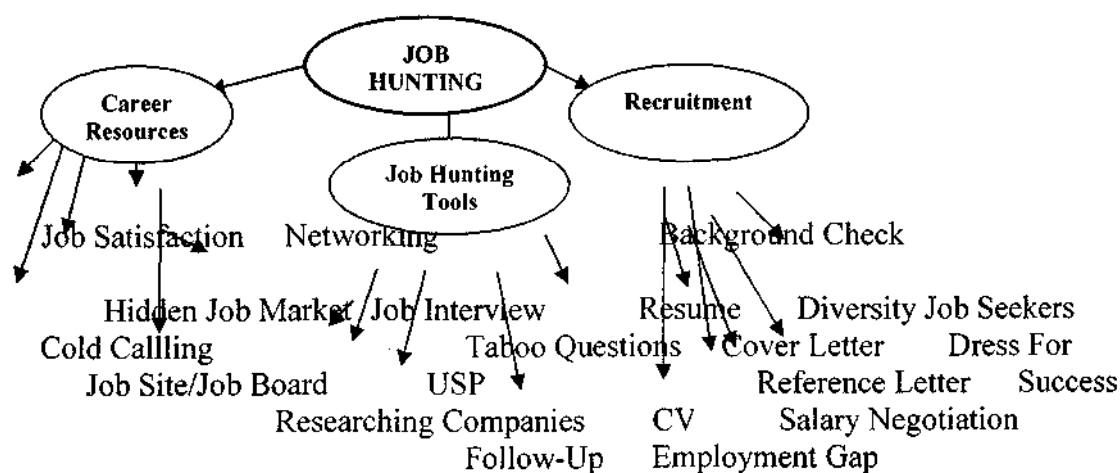 JOB
HUNTING
Career
Resources
Recruitment
Job Hunting
Tools
Job Satisfaction Networking Background Check
Hidden Job Market Job Interview Resume Diversity Job Seekers
Cold Callling Taboo Questions Cover Letter Dress For
Job Site/Job Board USP Reference Letter Success
Researching Companies CV Salary Negotiation
Follow-Up Employment Gap